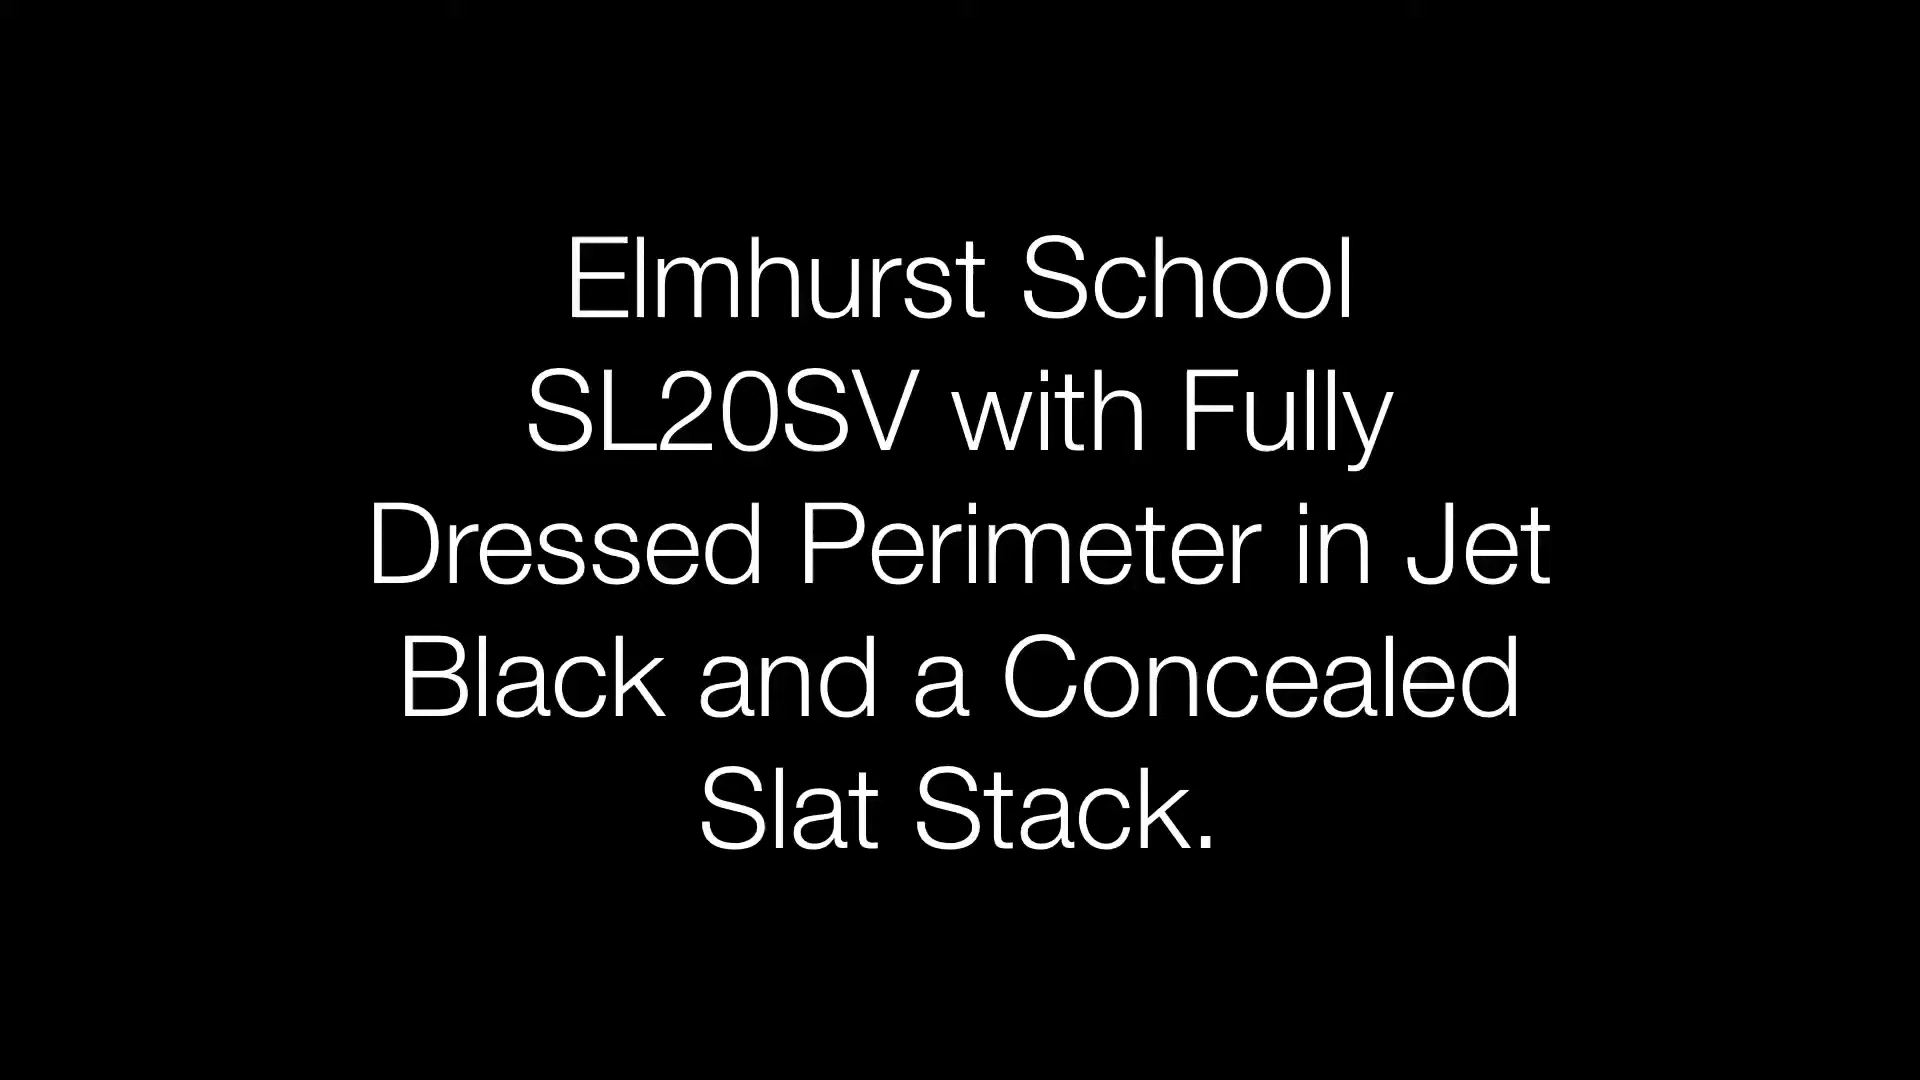 Elmhurst School
SL20SV with Fully
Dressed Perimeter in Jet
Black and a Concealed
Slat Stack.